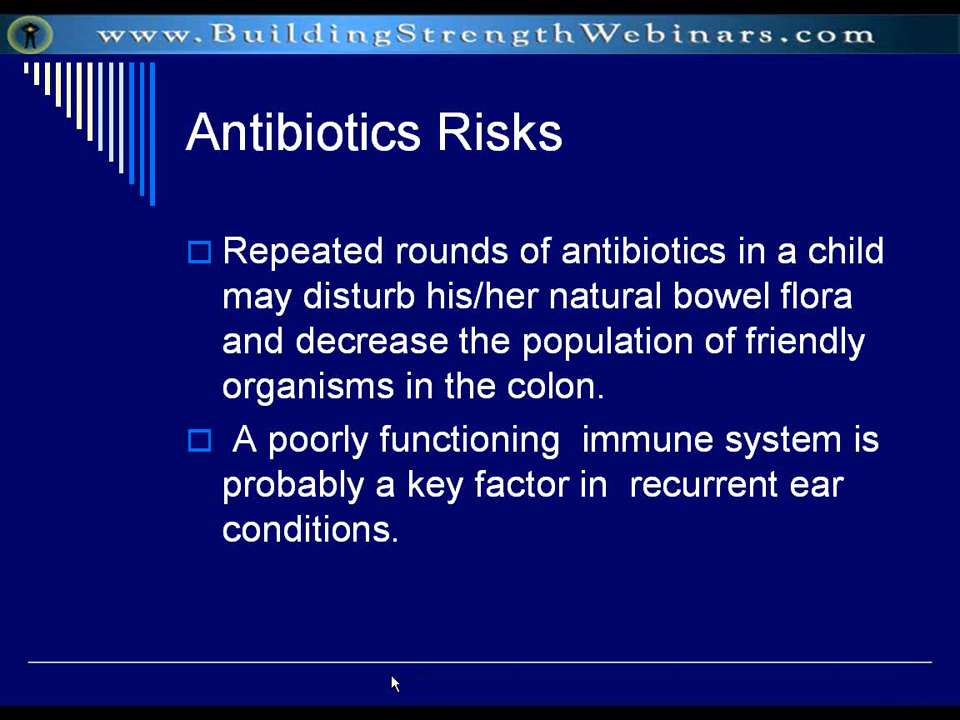 www.BuildingStrengthWebinars.com
Antibiotics Risks
Repeated rounds of antibiotics in a child
may disturb his/her natural bowel flora
and decrease the population of friendly
organisms in the colon.
A poorly functioning immune system is
probably a key factor in recurrent ear
conditions.